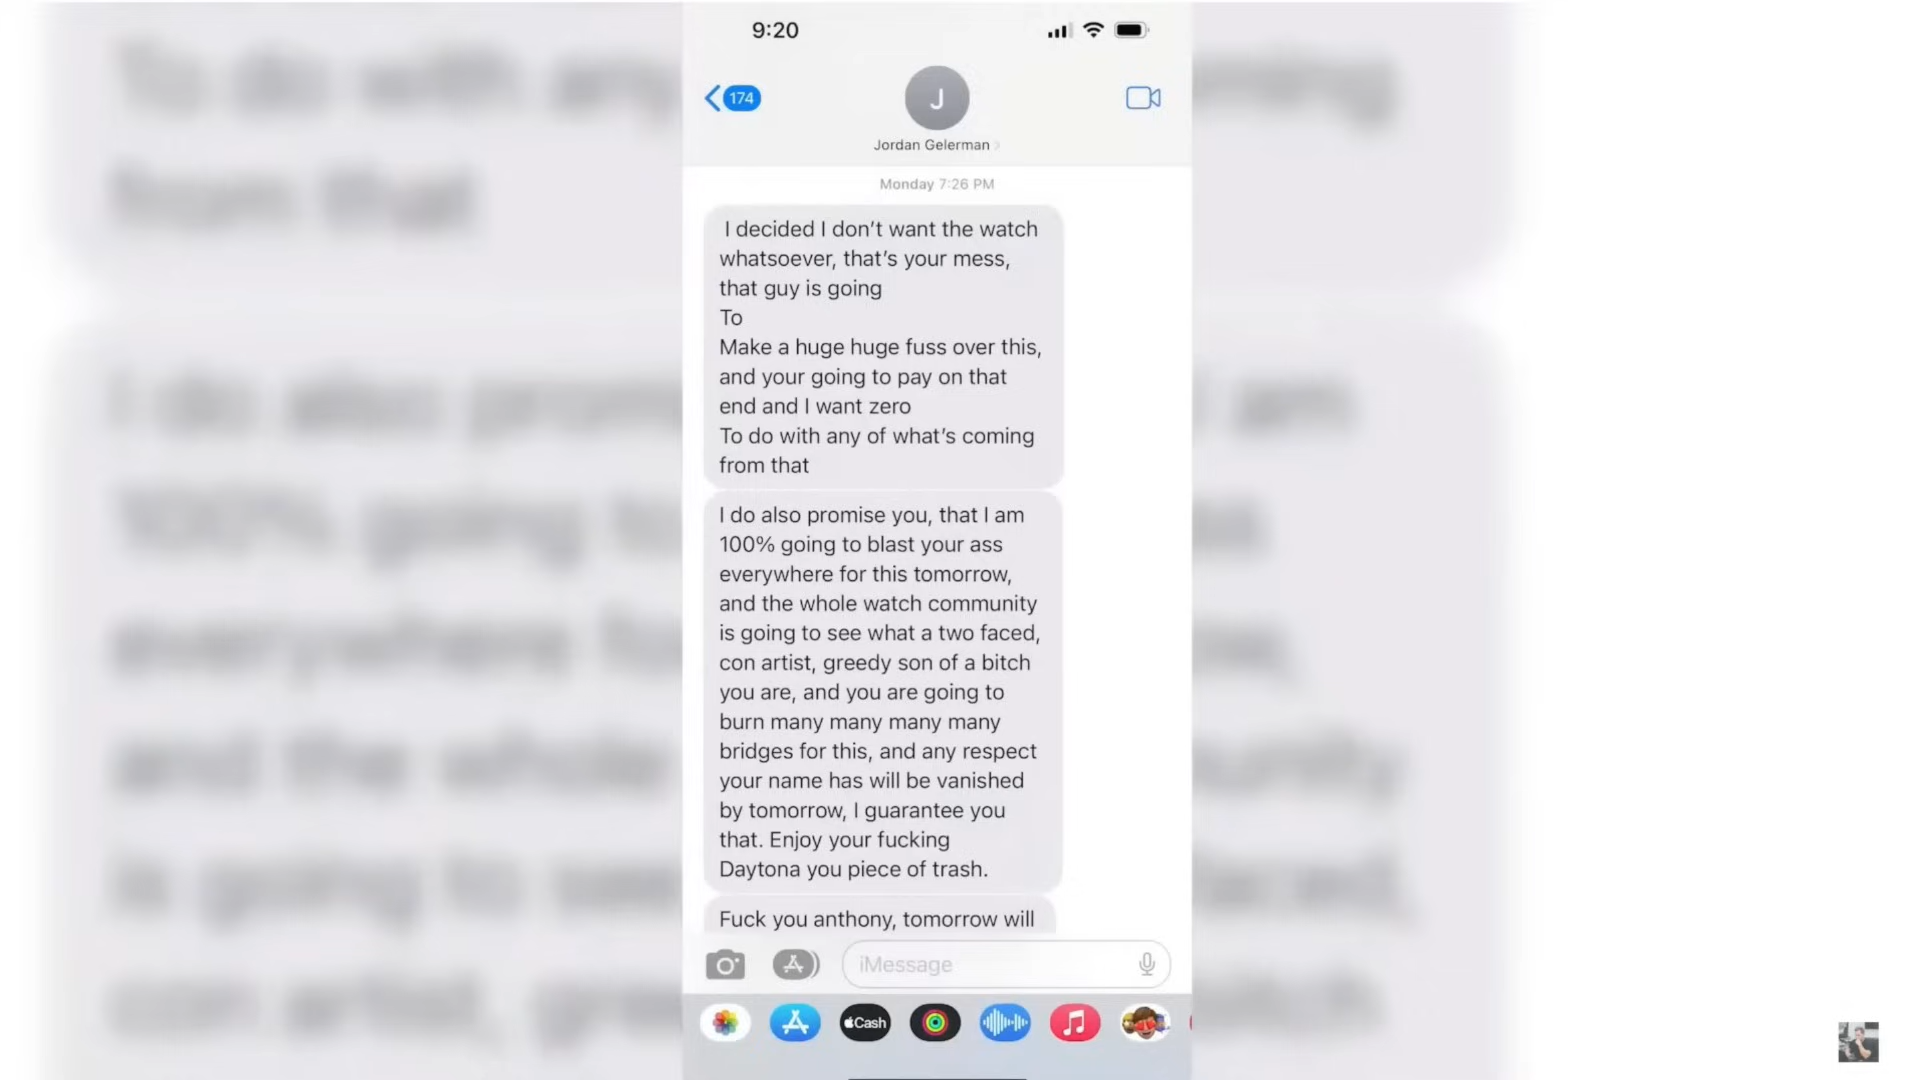 9:20
174
J
Jordan Gelerman
Monday 7:26 PM
I decided I don't want the watch
whatsoever, that's your mess,
that guy is going
To
Make a huge huge fuss over this,
and your going to pay on that
end and I want zero
To do with any of what's coming
from that
I do also promise you, that I am
100% going to blast your ass
everywhere for this tomorrow,
and the whole watch community
is going to see what a two faced,
con artist, greedy son of a bitch
you are, and you are going to
burn many many many many
bridges for this, and any respect
your name has will be vanished
by tomorrow, I guarantee you
that. Enjoy your fucking
Daytona you piece of trash.
Fuck you anthony, tomorrow will
iMessage
Cash